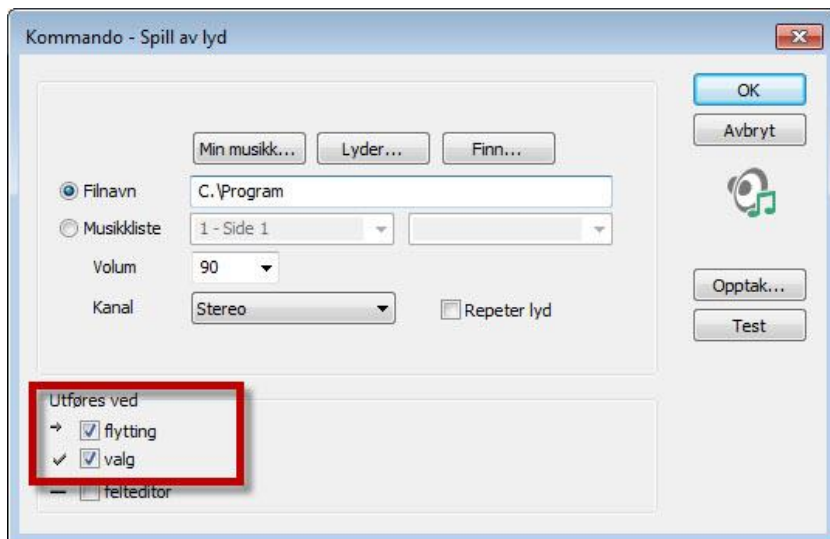 Kommando - Spill av lyd
OK
Avbryt
Min musikk... Lyder... Finn...
Filnavn C.\Program
Musikkliste 1 - Side 1
Volum 90
Kanal Stereo Repeter lyd
Opptak...
Test
Utføres ved
flytting
valg
felteditor